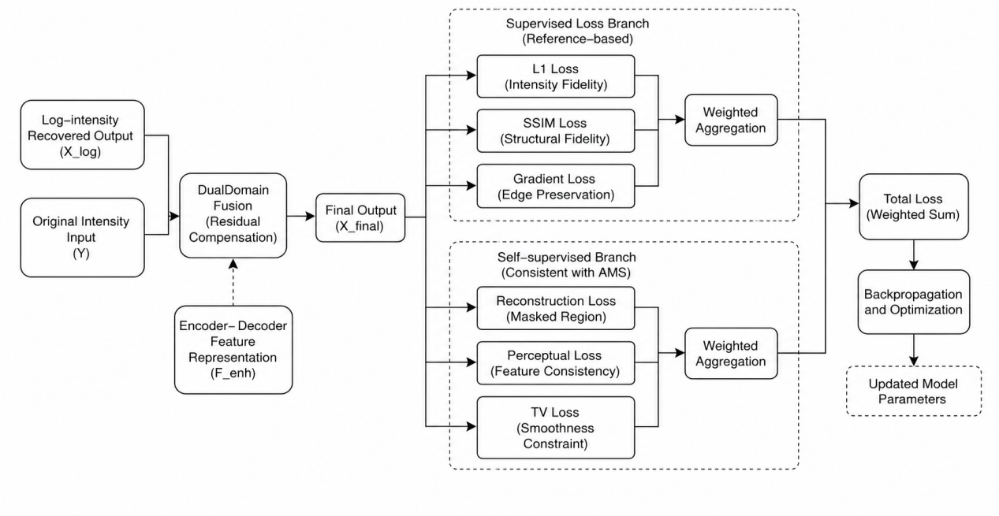 Log–intensity
Recovered Output
(X_log)
Original Intensity
Input
(Y)
DualDomain
Fusion
(Residual
Compensation)
Encoder– Decoder
Feature
Representation
(F_enh)
Final Output
(X_final)
Supervised Loss Branch
(Reference–based)
L1 Loss
(Intensity Fidelity)
SSIM Loss
(Structural Fidelity)
Gradient Loss
(Edge Preservation)
Weighted
Aggregation
Self–supervised Branch
(Consistent with AMS)
Reconstruction Loss
(Masked Region)
Perceptual Loss
(Feature Consistency)
TV Loss
(Smoothness
Constraint)
Weighted
Aggregation
Total Loss
(Weighted Sum)
Backpropagation
and Optimization
Updated Model
Parameters